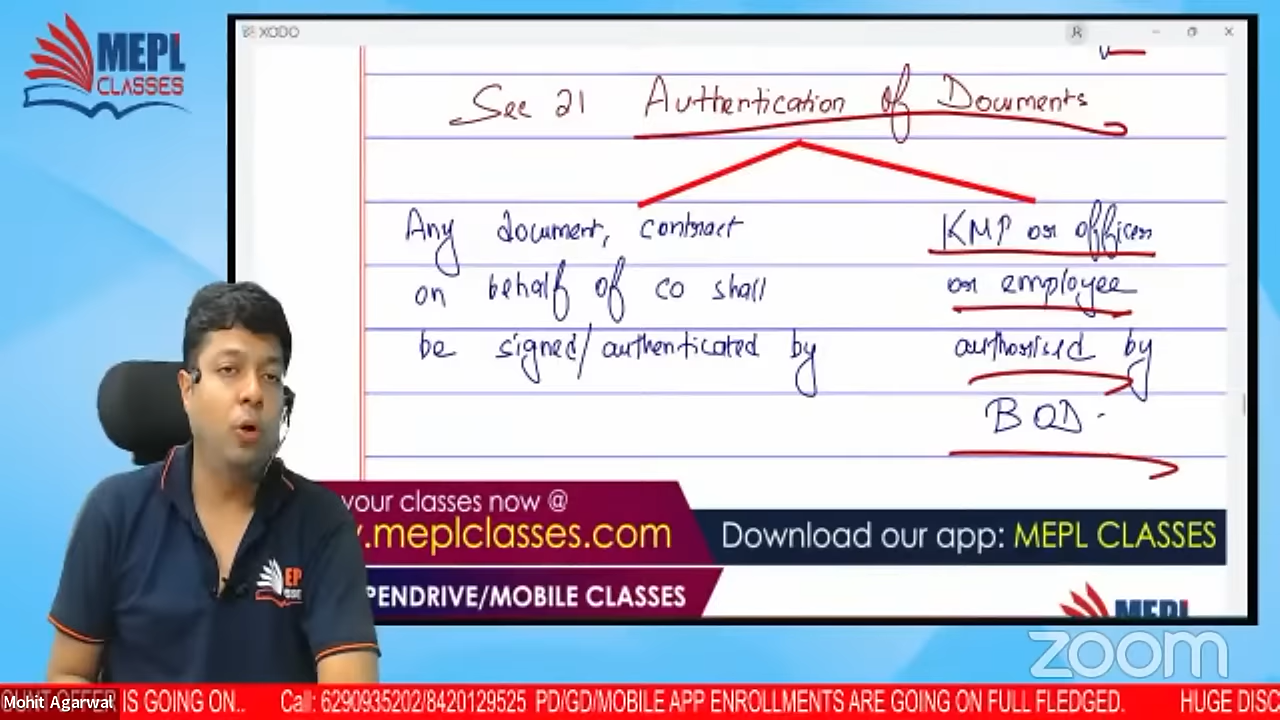 MEPL
CLASSES
XODO
Sec 21 Authentication of Documents
Any document, contract
on behalf of co shall
be signed/authenticated by
KMP or officer
or employee
authorised by
BOD.
your classes now @
.meplclasses.com
Download our app: MEPL CLASSES
PENDRIVE/MOBILE CLASSES
MEPL
zoom
Mohit Agarwal
OUNT OFFER IS GOING ON.. Call: 6290935202/8420129525 PD/GD/MOBILE APP ENROLLMENTS ARE GOING ON FULL FLEDGED. HUGE DISC